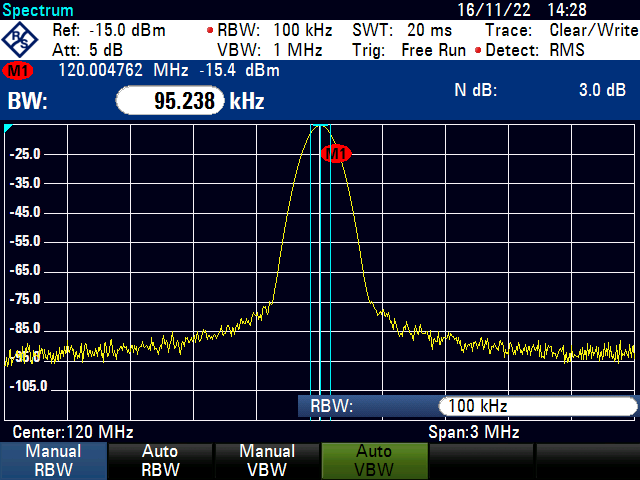 Spectrum 16/11/22 14:28
Ref: -15.0 dBm RBW: 100 kHz SWT: 20 ms Trace: Clear/Write
Att: 5 dB VBW: 1 MHz Trig: Free Run Detect: RMS
M1 120.004762 MHz -15.4 dBm
BW: 95.238 kHz N dB: 3.0 dB
M1
-25.0
-35.0
-45.0
-55.0
-65.0
-75.0
-85.0
-95.0
-105.0
RBW: 100 kHz
Center:120 MHz Span:3 MHz
Manual Auto Manual Auto
RBW RBW VBW VBW